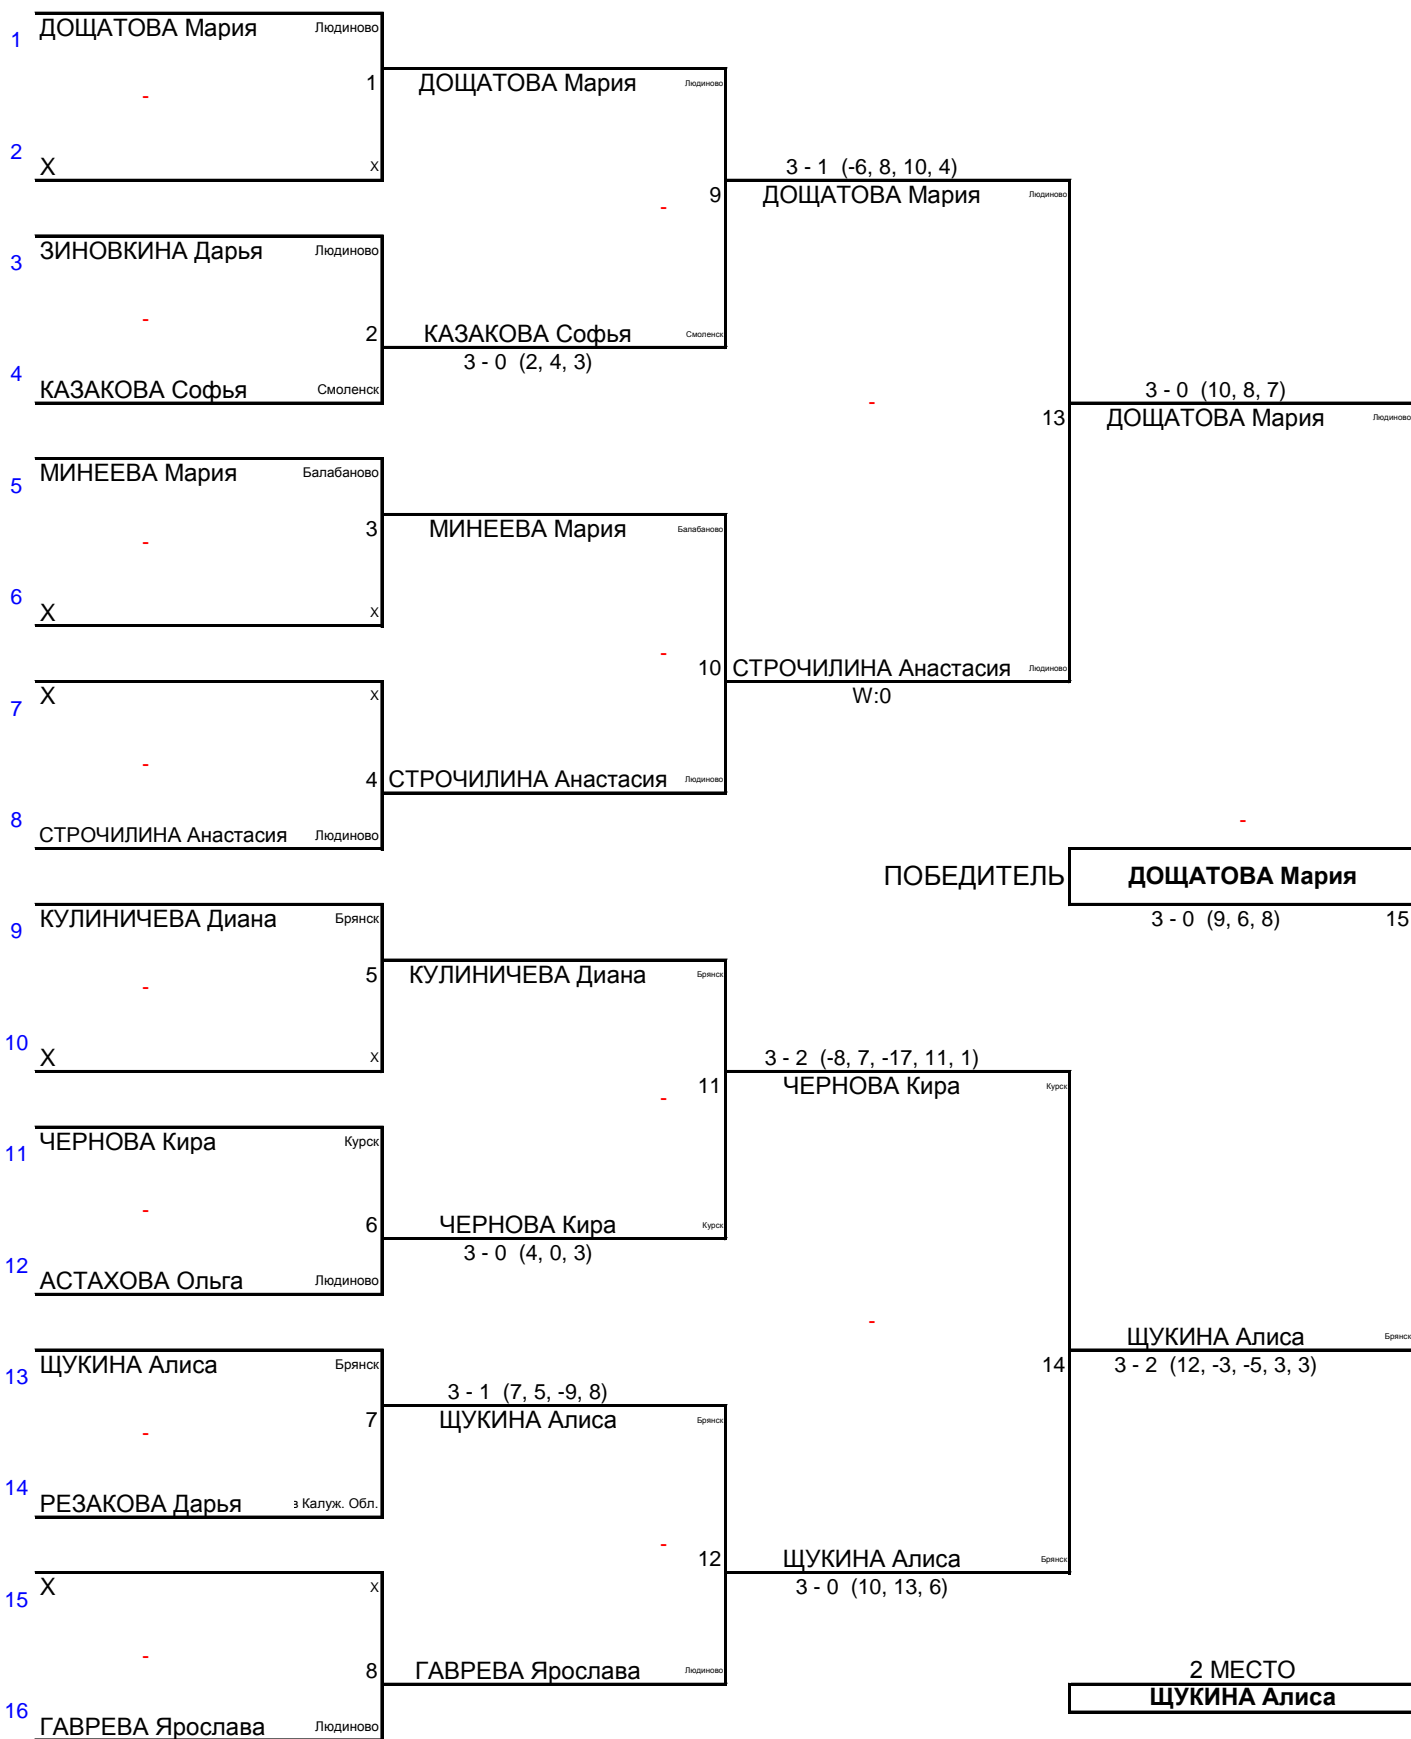 1 ДОЩАТОВА Мария Людиново
-
1 ДОЩАТОВА Мария Людиново
2 X X
3 - 1 (-6, 8, 10, 4)
- 9 ДОЩАТОВА Мария Людиново
3 ЗИНОВКИНА Дарья Людиново
-
2 КАЗАКОВА Софья Смоленск
3 - 0 (2, 4, 3)
4 КАЗАКОВА Софья Смоленск
3 - 0 (10, 8, 7)
- 13 ДОЩАТОВА Мария Людиново
5 МИНЕЕВА Мария Балабаново
-
3 МИНЕЕВА Мария Балабаново
6 X X
- 10 СТРОЧИЛИНА Анастасия Людиново
W:0
7 X X
-
4 СТРОЧИЛИНА Анастасия Людиново
8 СТРОЧИЛИНА Анастасия Людиново
-
ПОБЕДИТЕЛЬ ДОЩАТОВА Мария
3 - 0 (9, 6, 8) 15
9 КУЛИНИЧЕВА Диана Брянск
-
5 КУЛИНИЧЕВА Диана Брянск
10 X X
3 - 2 (-8, 7, -17, 11, 1)
- 11 ЧЕРНОВА Кира Курск
11 ЧЕРНОВА Кира Курск
-
6 ЧЕРНОВА Кира Курск
3 - 0 (4, 0, 3)
12 АСТАХОВА Ольга Людиново
-
14 ЩУКИНА Алиса Брянск
3 - 2 (12, -3, -5, 3, 3)
13 ЩУКИНА Алиса Брянск
3 - 1 (7, 5, -9, 8)
-
7 ЩУКИНА Алиса Брянск
14 РЕЗАКОВА Дарья в Калуж. Обл.
- 12 ЩУКИНА Алиса Брянск
3 - 0 (10, 13, 6)
15 X X
-
8 ГАВРЕВА Ярослава Людиново
16 ГАВРЕВА Ярослава Людиново
2 МЕСТО
ЩУКИНА Алиса